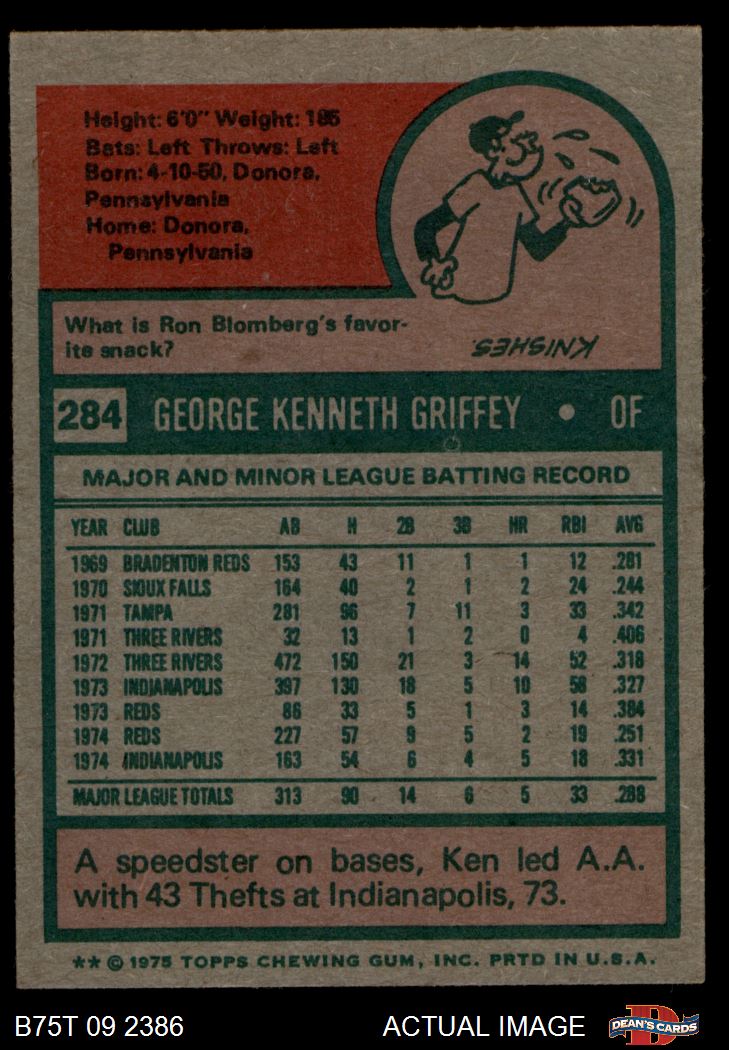 Height: 6'0" Weight: 185
Bats: Left Throws: Left
Born: 4-10-50, Donora,
Pennsylvania
Home: Donora,
Pennsylvania
What is Ron Blomberg's favor-
ite snack?
KNISHES.
284 GEORGE KENNETH GRIFFEY • OF
MAJOR AND MINOR LEAGUE BATTING RECORD
YEAR CLUB AB H 2B 3B HR RBI AVG
1969 BRADENTON REDS 153 43 11 1 1 12 .281
1970 SIOUX FALLS 164 40 2 1 2 24 .244
1971 TAMPA 281 96 7 11 3 33 .342
1971 THREE RIVERS 32 13 1 2 0 4 .406
1972 THREE RIVERS 472 150 21 3 14 52 .318
1973 INDIANAPOLIS 397 130 18 5 10 58 .327
1973 REDS 86 33 5 1 3 14 .384
1974 REDS 227 57 9 5 2 19 .251
1974 INDIANAPOLIS 163 54 6 4 5 18 .331
MAJOR LEAGUE TOTALS 313 90 14 6 5 33 .288
A speedster on bases, Ken led A.A.
with 43 Thefts at Indianapolis, 73.
** © 1975 TOPPS CHEWING GUM, INC. PRTD IN U.S.A.
B75T 09 2386 ACTUAL IMAGE D DEAN'S CARDS